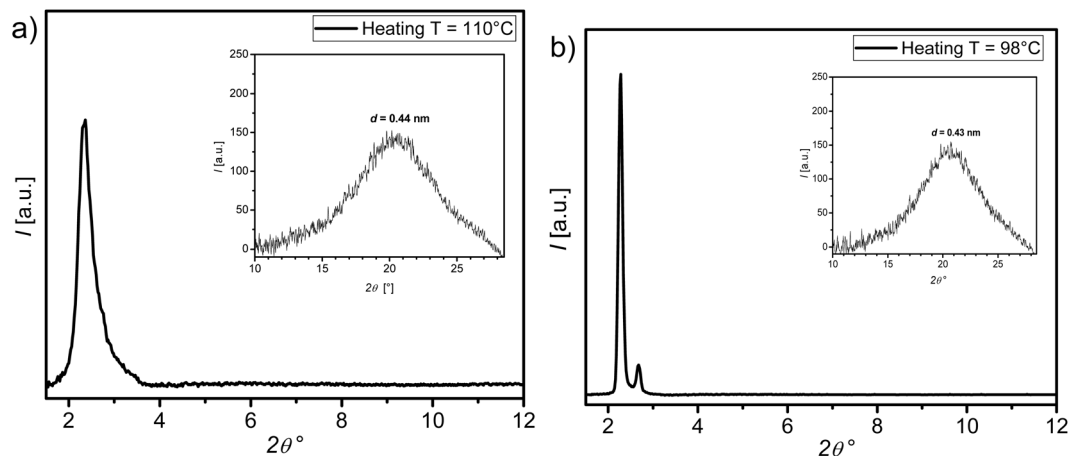 a)
Heating T = 110°C
250
200
150
100
50
0
I [a.u.]
d = 0.44 nm
10 15 20 25
2θ [°]
I [a.u.]
2 4 6 8 10 12
2θ°
b)
Heating T = 98°C
250
200
150
100
50
0
I [a.u.]
d = 0.43 nm
10 15 20 25
2θ°
I [a.u.]
2 4 6 8 10 12
2θ°